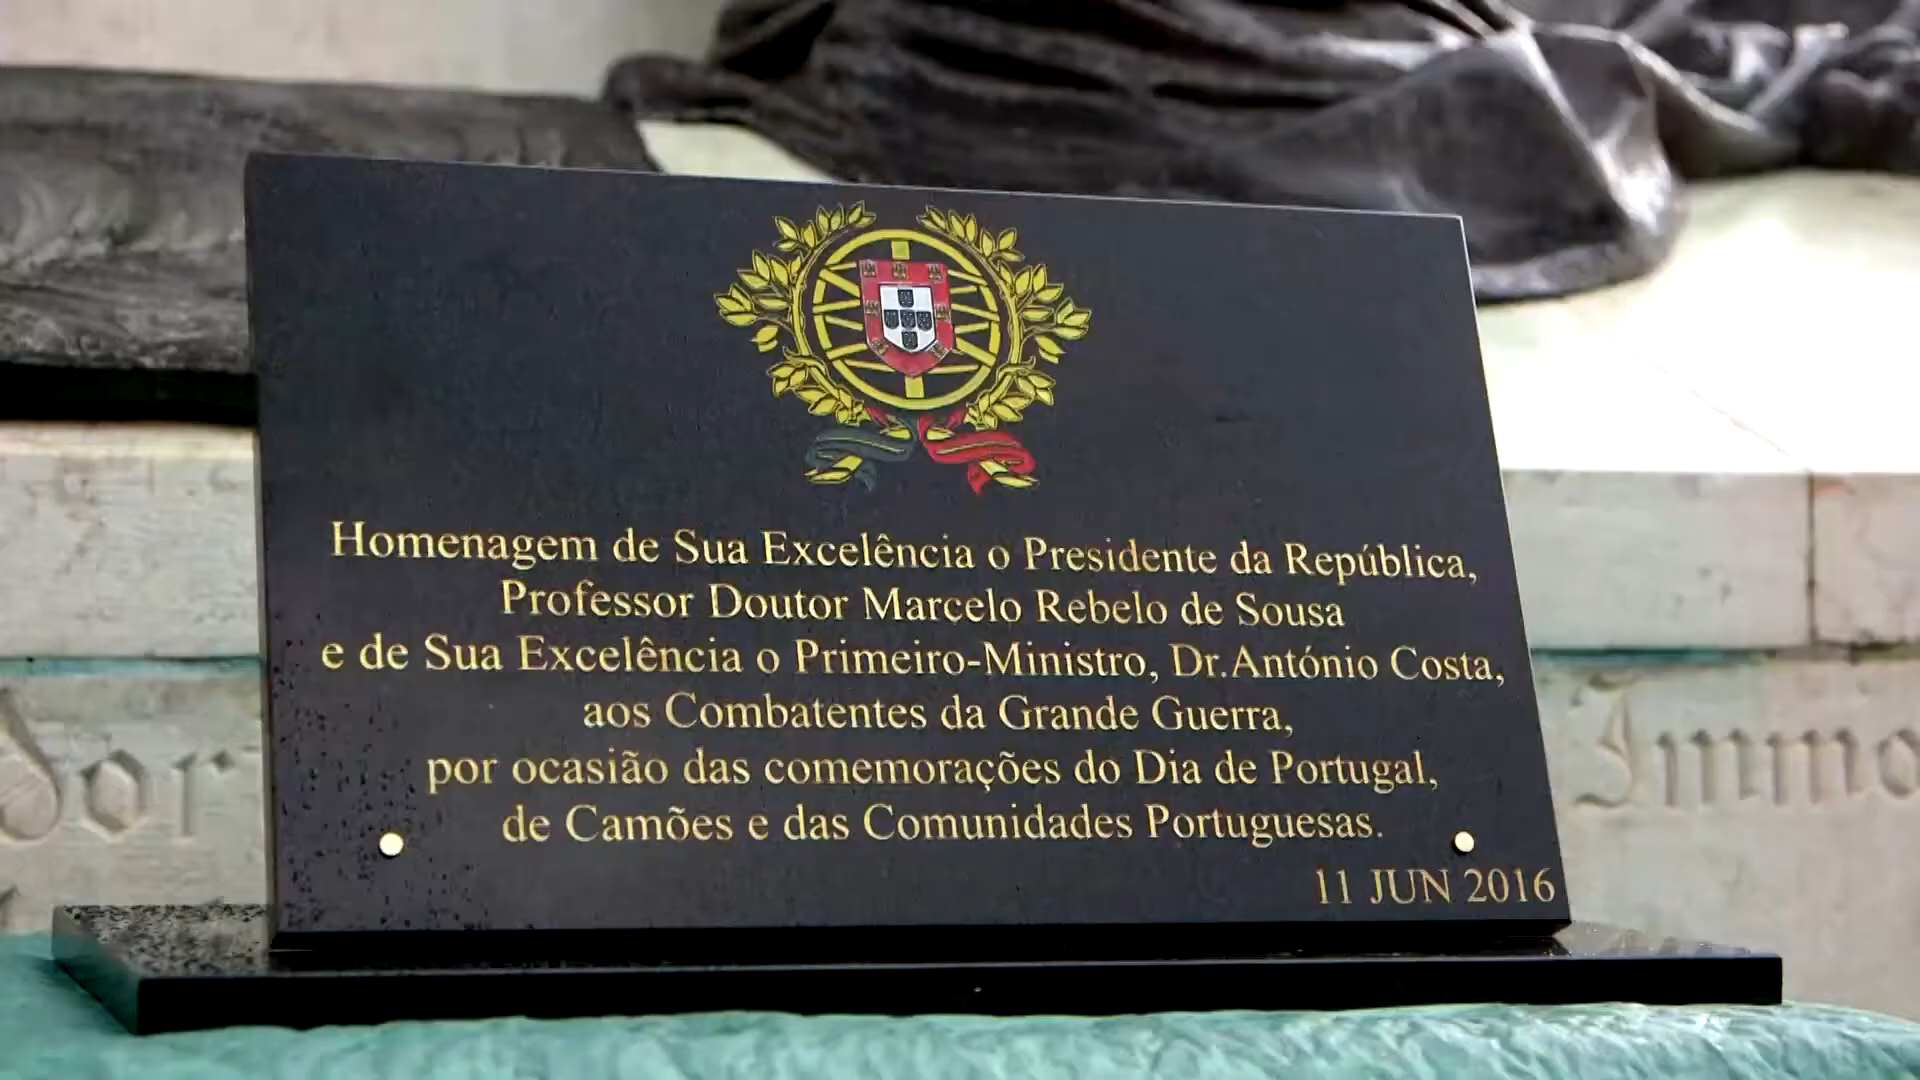 Homenagem de Sua Excelência o Presidente da República,
Professor Doutor Marcelo Rebelo de Sousa
e de Sua Excelência o Primeiro-Ministro, Dr.António Costa,
aos Combatentes da Grande Guerra,
por ocasião das comemorações do Dia de Portugal,
de Camões e das Comunidades Portuguesas.
11 JUN 2016